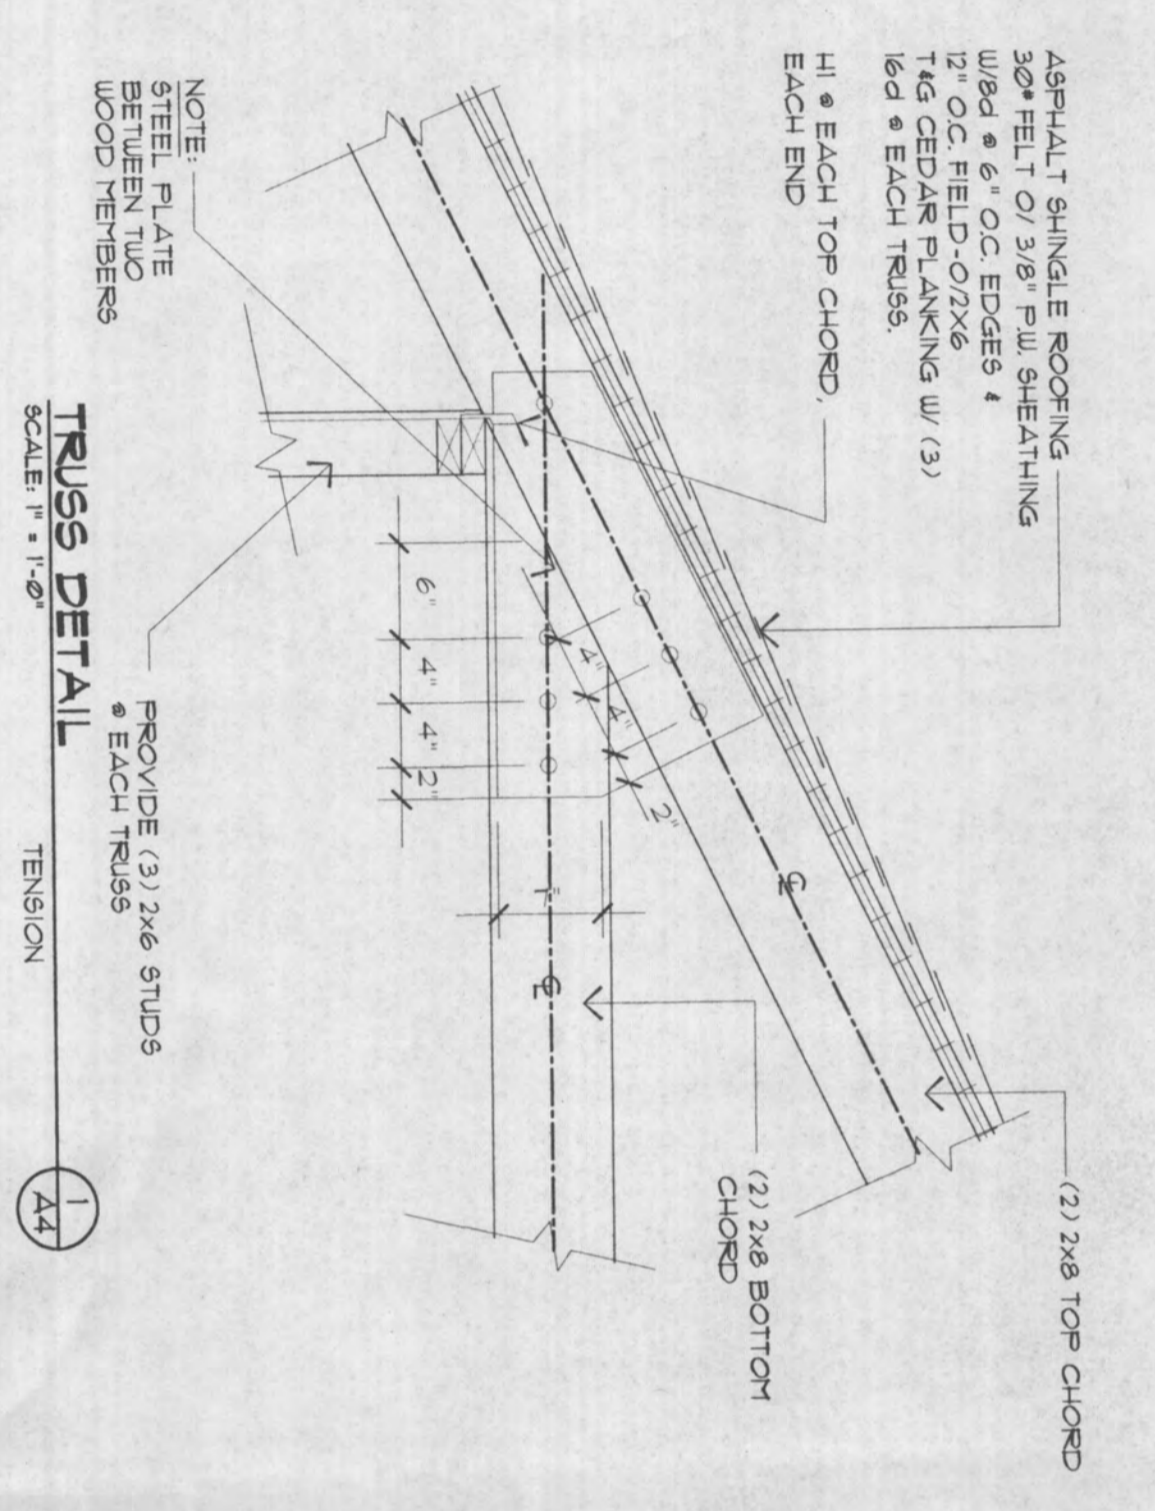 ASPHALT SHINGLE ROOFING
30# FELT O/ 3/8" P.W. SHEATHING
W/8d @ 6" O.C. EDGES &
12" O.C. FIELD-O/2X6
T&G CEDAR PLANKING W/ (3)
16d @ EACH TRUSS.
H1 @ EACH TOP CHORD,
EACH END
(2) 2x8 TOP CHORD
(2) 2x8 BOTTOM
CHORD
4"
4"
2"
℄
℄
7"
6"
4"
4"
2"
NOTE:
STEEL PLATE
BETWEEN TWO
WOOD MEMBERS
PROVIDE (3) 2x6 STUDS
@ EACH TRUSS
TRUSS DETAIL
SCALE: 1" = 1'-0"
TENSION
1
A4